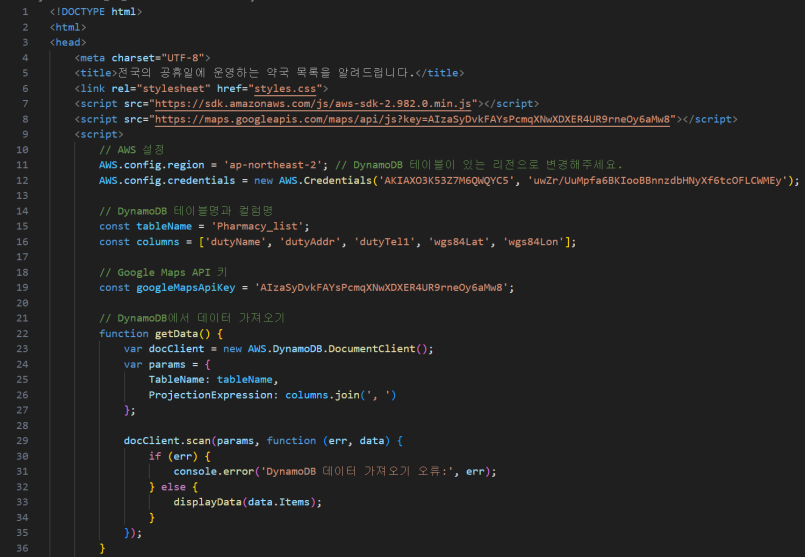 1 <!DOCTYPE html>
2 <html>
3 <head>
4 <meta charset="UTF-8">
5 <title>전국의 공휴일에 운영하는 약국 목록을 알려드립니다.</title>
6 <link rel="stylesheet" href="styles.css">
7 <script src="https://sdk.amazonaws.com/js/aws-sdk-2.982.0.min.js"></script>
8 <script src="https://maps.googleapis.com/maps/api/js?key=AIzaSyDvkFAYsPcmqXNwXDXER4UR9rneOy6aMw8"></script>
9 <script>
10 // AWS 설정
11 AWS.config.region = 'ap-northeast-2'; // DynamoDB 테이블이 있는 리전으로 변경해주세요.
12 AWS.config.credentials = new AWS.Credentials('AKIAXO3K53Z7M6QWQYC5', 'uwZr/UuMpfa6BKIooBBnnzdbHNyXf6tcOFLCWMEy');
13
14 // DynamoDB 테이블명과 컬럼명
15 const tableName = 'Pharmacy_list';
16 const columns = ['dutyName', 'dutyAddr', 'dutyTel1', 'wgs84Lat', 'wgs84Lon'];
17
18 // Google Maps API 키
19 const googleMapsApiKey = 'AIzaSyDvkFAYsPcmqXNwXDXER4UR9rneOy6aMw8';
20
21 // DynamoDB에서 데이터 가져오기
22 function getData() {
23 var docClient = new AWS.DynamoDB.DocumentClient();
24 var params = {
25 TableName: tableName,
26 ProjectionExpression: columns.join(', ')
27 };
28
29 docClient.scan(params, function (err, data) {
30 if (err) {
31 console.error('DynamoDB 데이터 가져오기 오류:', err);
32 } else {
33 displayData(data.Items);
34 }
35 });
36 }